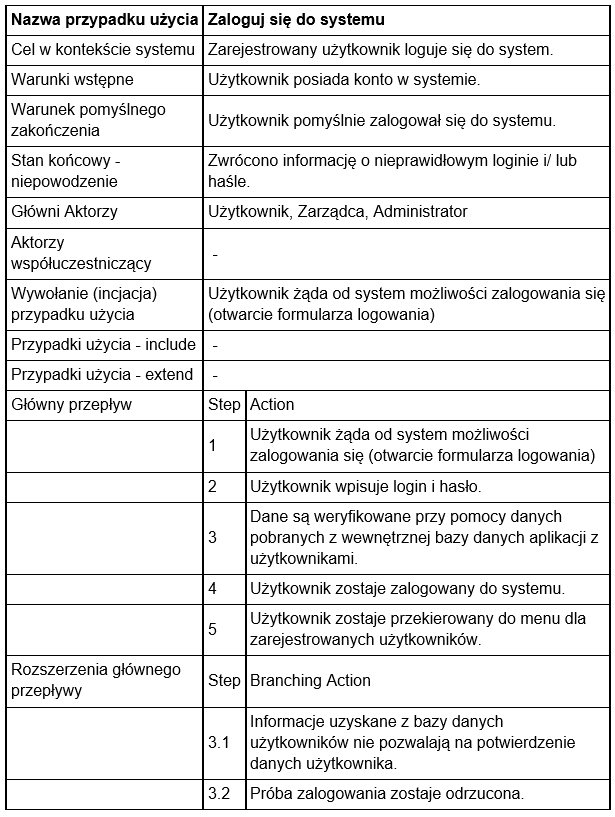 Nazwa przypadku użycia Zaloguj się do systemu
Cel w kontekście systemu Zarejestrowany użytkownik loguje się do system.
Warunki wstępne Użytkownik posiada konto w systemie.
Warunek pomyślnego
zakończenia
Użytkownik pomyślnie zalogował się do systemu.
Stan końcowy -
niepowodzenie
Zwrócono informację o nieprawidłowym loginie i/ lub
haśle.
Główni Aktorzy Użytkownik, Zarządca, Administrator
Aktorzy
współuczestniczący
-
Wywołanie (incjacja)
przypadku użycia
Użytkownik żąda od system możliwości zalogowania się
(otwarcie formularza logowania)
Przypadki użycia - include -
Przypadki użycia - extend -
Główny przepływ Step Action
1
Użytkownik żąda od system możliwości
zalogowania się (otwarcie formularza logowania)
2 Użytkownik wpisuje login i hasło.
3
Dane są weryfikowane przy pomocy danych
pobranych z wewnętrznej bazy danych aplikacji z
użytkownikami.
4 Użytkownik zostaje zalogowany do systemu.
5
Użytkownik zostaje przekierowany do menu dla
zarejestrowanych użytkowników.
Rozszerzenia głównego
przepływy
Step Branching Action
3.1
Informacje uzyskane z bazy danych
użytkowników nie pozwalają na potwierdzenie
danych użytkownika.
3.2 Próba zalogowania zostaje odrzucona.